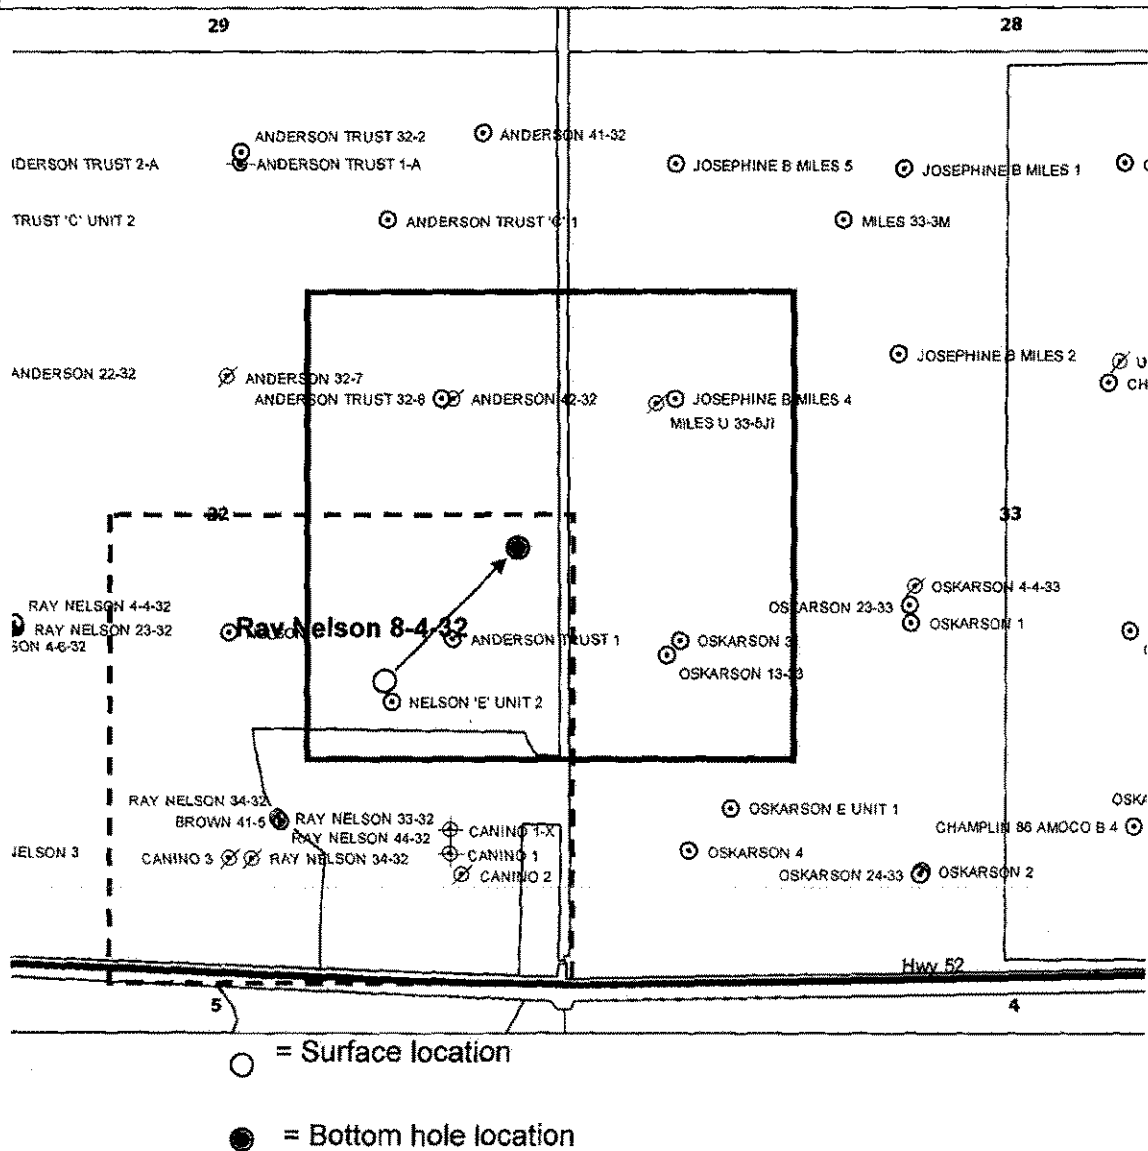 29
28
ANDERSON TRUST 32-2
ANDERSON 41-32
IDERSON TRUST 2-A
ANDERSON TRUST 1-A
JOSEPHINE B MILES 5
JOSEPHINE B MILES 1
TRUST 'C' UNIT 2
ANDERSON TRUST 'C' 1
MILES 33-3M
JOSEPHINE B MILES 2
U
ANDERSON 22-32
ANDERSON 32-7
CH
ANDERSON TRUST 32-8
ANDERSON 42-32
JOSEPHINE B MILES 4
MILES U 33-5JI
32
33
OSKARSON 4-4-33
RAY NELSON 4-4-32
OSKARSON 23-33
RAY NELSON 23-32
NELSON
Ray Nelson 8-4-32
OSKARSON 1
SON 4-6-32
ANDERSON TRUST 1
OSKARSON 3
OSKARSON 13-33
NELSON 'E' UNIT 2
RAY NELSON 34-32
OSKA
BROWN 41-5
RAY NELSON 33-32
OSKARSON E UNIT 1
RAY NELSON 44-32
CANINO 1-X
CHAMPLIN 86 AMOCO B 4
NELSON 3
CANINO 3
RAY NELSON 34-32
CANINO 1
OSKARSON 4
CANINO 2
OSKARSON 24-33
OSKARSON 2
Hwy 52
5
4
= Surface location
= Bottom hole location